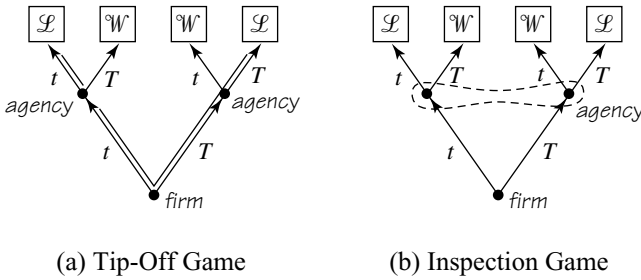 ℒ 𝒲 𝒲 ℒ ℒ 𝒲 𝒲 ℒ
t T t T t T t T
agency agency agency
t T t T
firm firm
(a) Tip-Off Game (b) Inspection Game